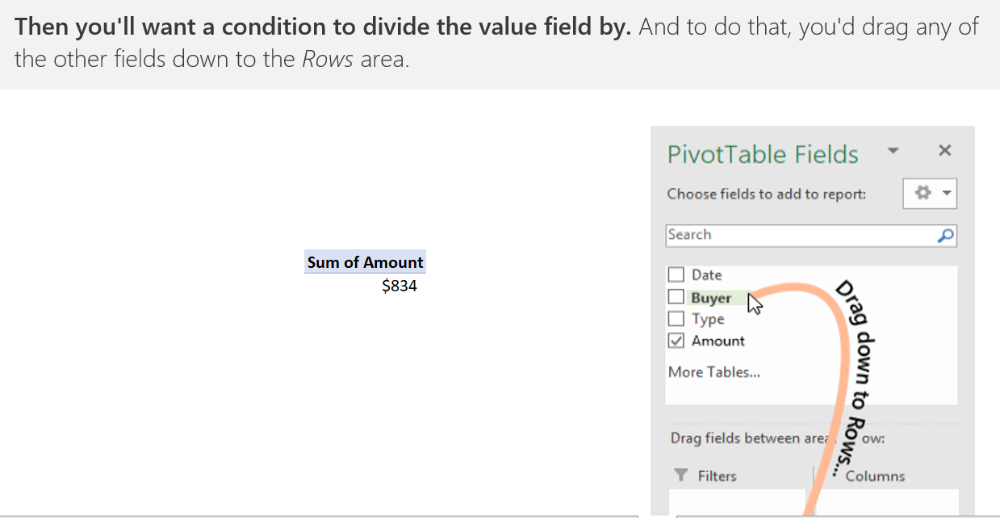 Then you'll want a condition to divide the value field by. And to do that, you'd drag any of
the other fields down to the Rows area.
Sum of Amount
$834
PivotTable Fields
Choose fields to add to report:
Search
Date
Buyer
Type
Amount
More Tables...
Drag down to Rows...
Drag fields between area ow:
Filters
Columns